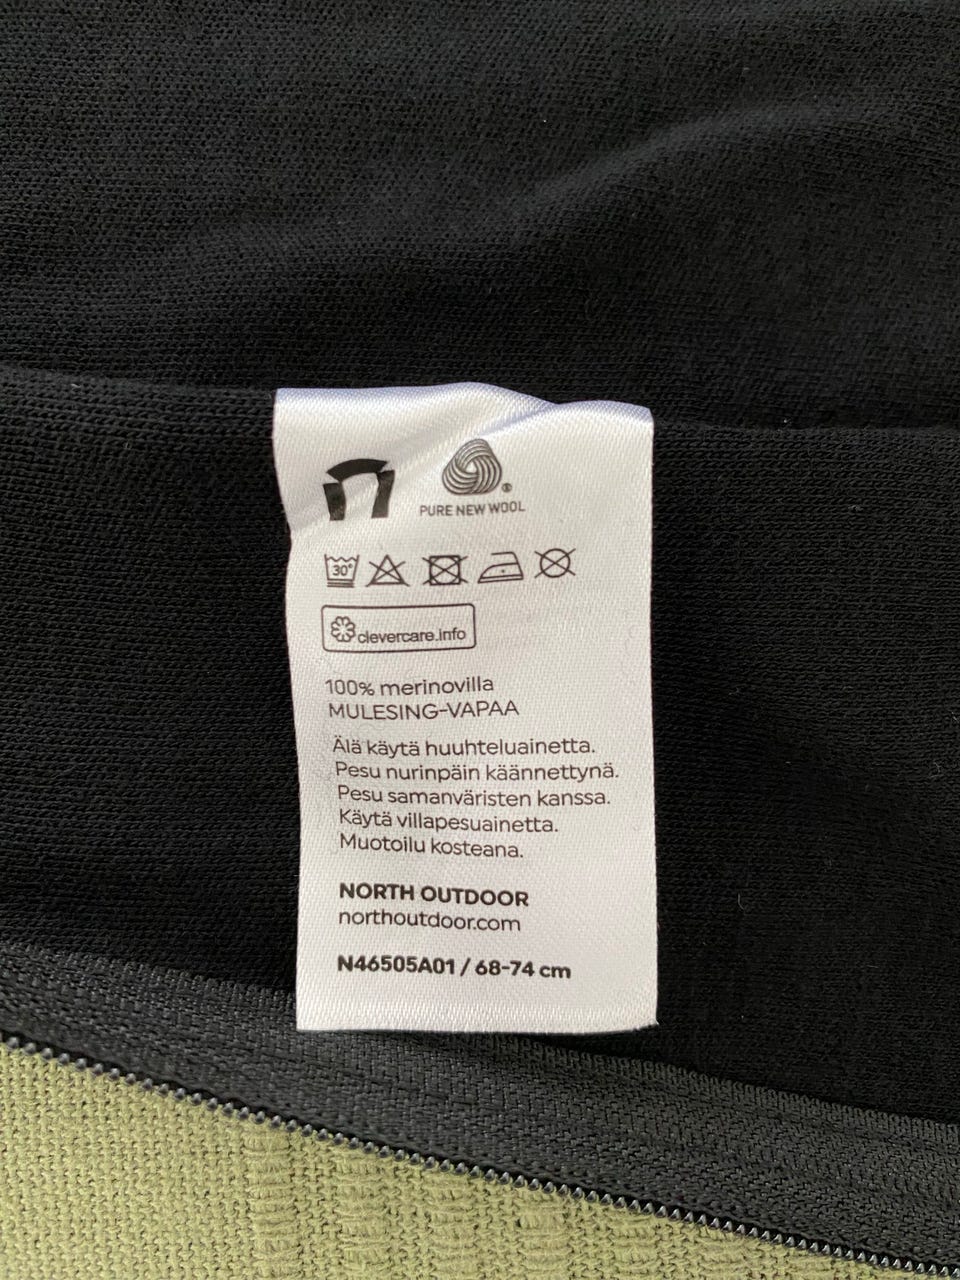 PURE NEW WOOL
30°
clevercare.info
100% merinovilla
MULESING-VAPAA
Älä käytä huuhteluainetta.
Pesu nurinpäin käännettynä.
Pesu samanväristen kanssa.
Käytä villapesuainetta.
Muotoilu kosteana.
NORTH OUTDOOR
northoutdoor.com
N46505A01 / 68-74 cm